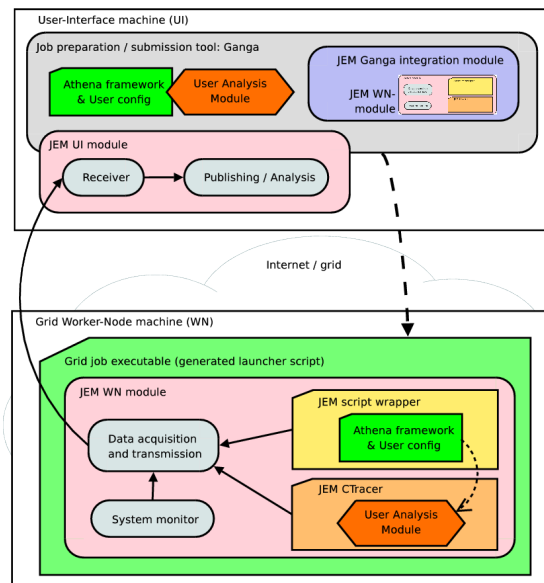 User-Interface machine (UI)
Job preparation / submission tool: Ganga
JEM Ganga integration module
Athena framework
& User config
User Analysis
Module
JEM WN-
module
JEM UI module
Receiver
Publishing / Analysis
Internet / grid
Grid Worker-Node machine (WN)
Grid job executable (generated launcher script)
JEM WN module
JEM script wrapper
Athena framework
& User config
Data acquisition
and transmission
JEM CTracer
System monitor
User Analysis
Module